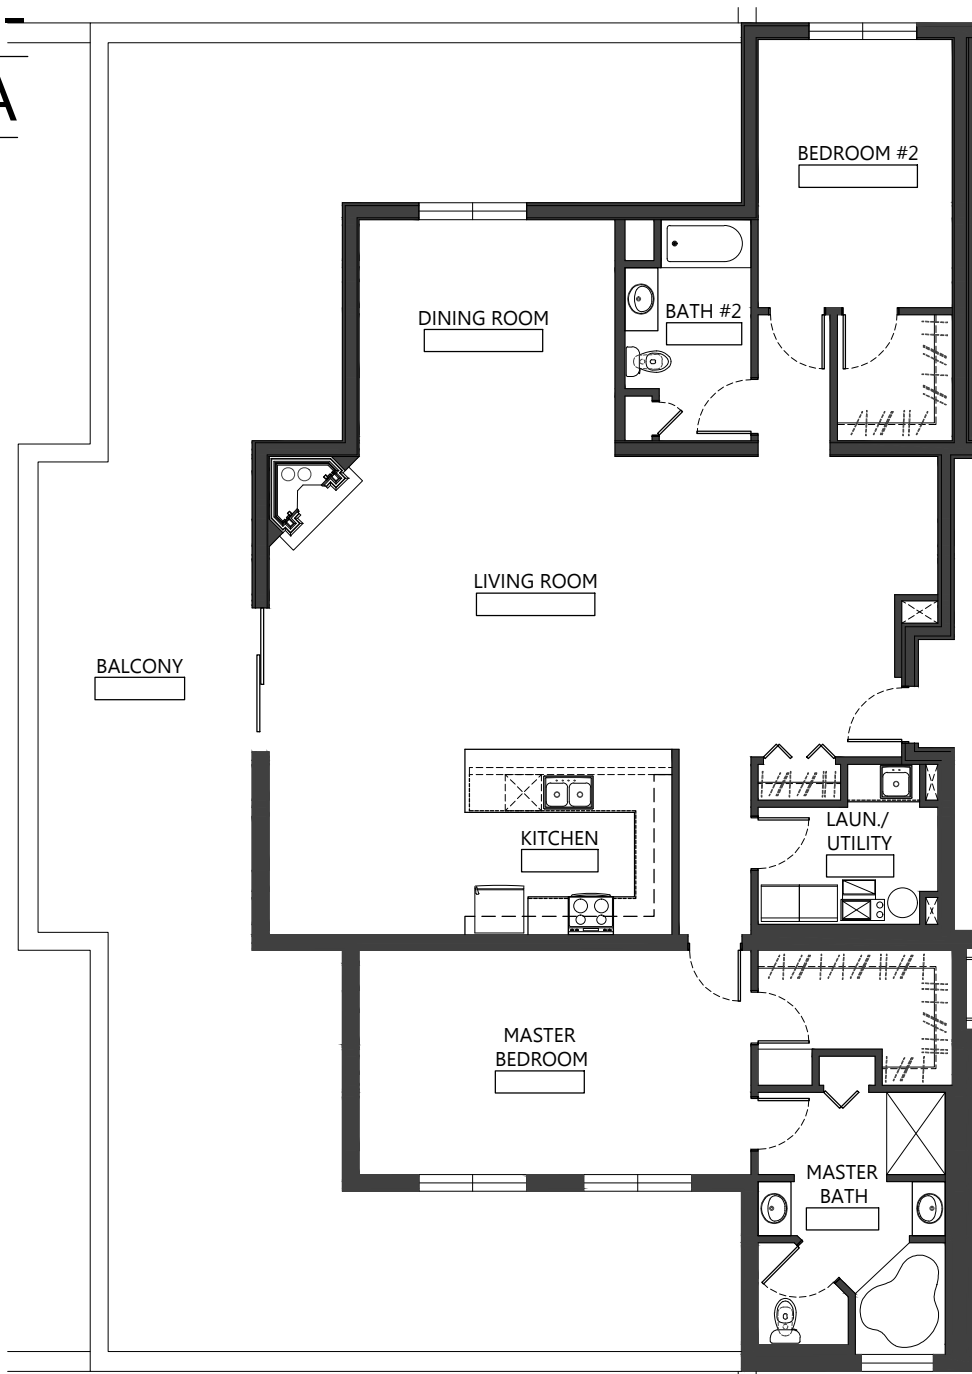 A
BEDROOM #2
DINING ROOM
BATH #2
LIVING ROOM
BALCONY
KITCHEN
LAUN./
UTILITY
MASTER
BEDROOM
MASTER
BATH